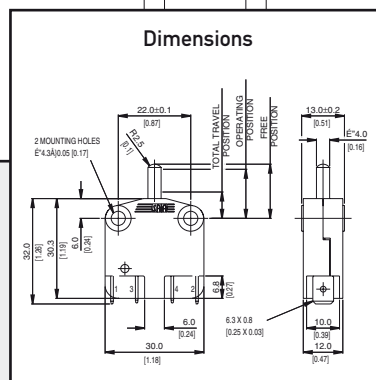 Dimensions
22.0±0.1
[0.87]
13.0±0.2
[0.51]
TOTAL TRAVEL
POSITION
OPERATING
POSITION
FREE
POSITION
R2.5
[0.1]
É"4.0
[0.16]
2 MOUNTING HOLES
É"4.3Â]0.05 [0.17]
32.0
[1.26]
30.3
[1.19]
6.0
[0.24]
1
3
4
2
6.8
[0.27]
6.0
[0.24]
30.0
[1.18]
6.3 X 0.8
[0.25 X 0.03]
10.0
[0.39]
12.0
[0.47]